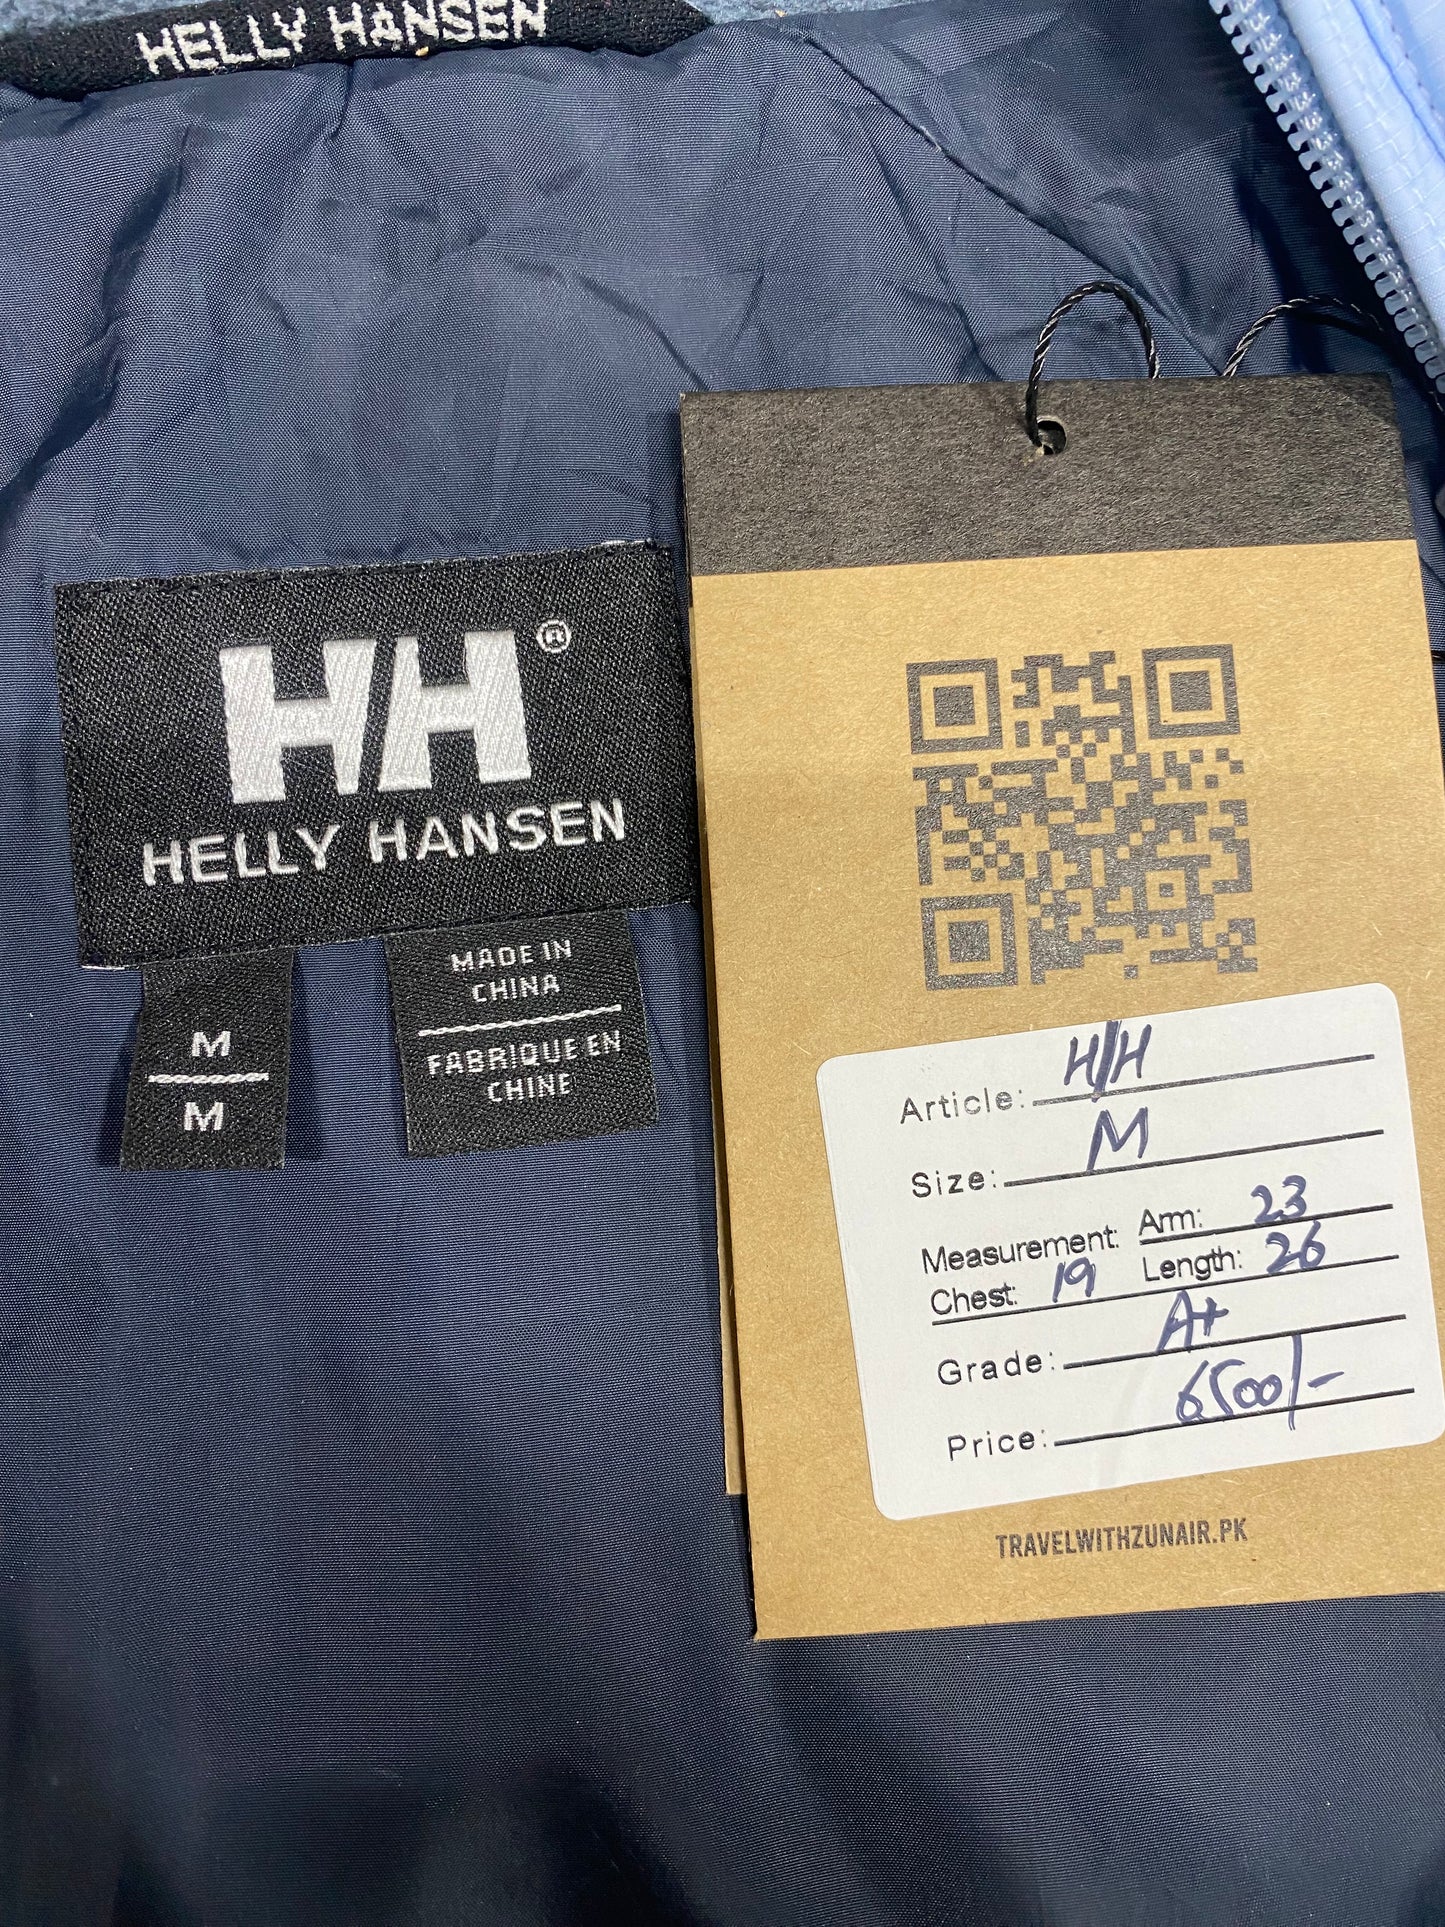 HELLY HANSEN
HH®
HELLY HANSEN
M
M
MADE IN
CHINA
FABRIQUE EN
CHINE
Article: H/H
Size: M
Measurement: Arm: 23
Chest: 19 Length: 26
Grade: A+
Price: 6500/-
TRAVELWITHZUNAIR.PK